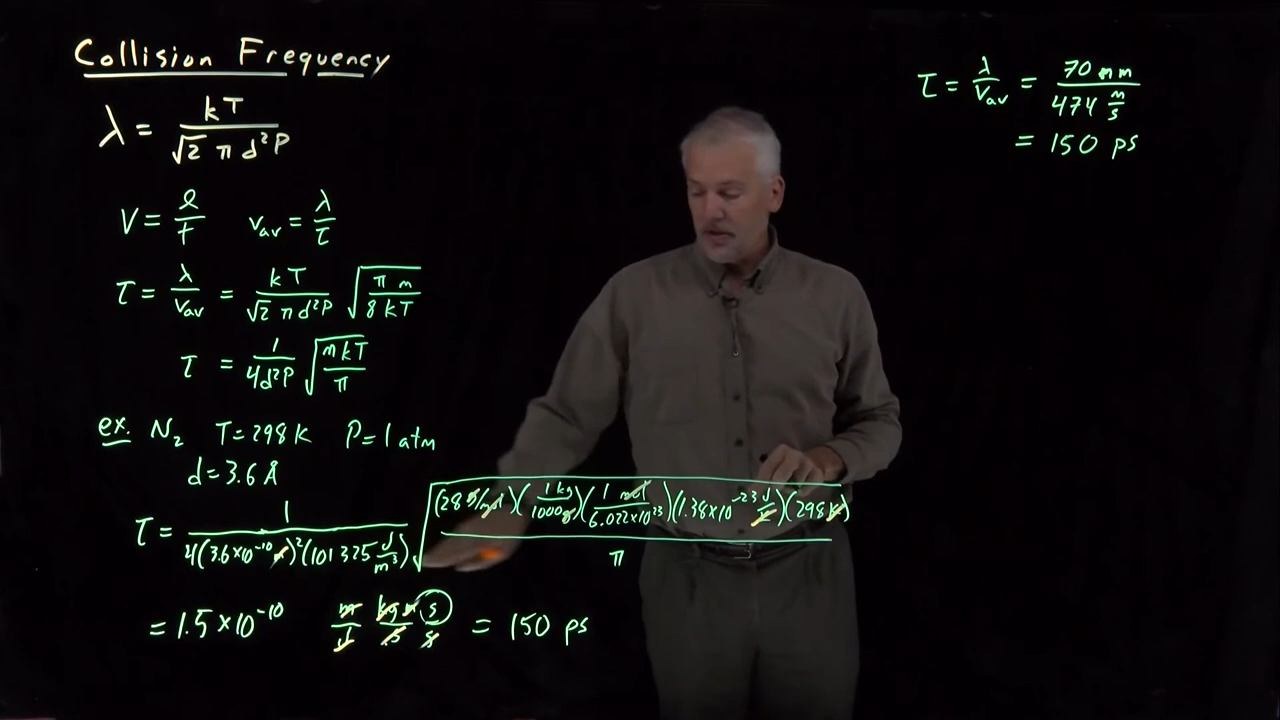 Collision Frequency
λ = kT / √2 π d²P
V = l / t   v_av = λ / τ
τ = λ / v_av = kT / √2 π d²P √(π m / 8 kT)
τ = 1 / 4d²P √(m kT / π)
ex. N₂ T = 298 K P = 1 atm
d = 3.6 Å
τ = 1 / 4(3.6×10⁻¹⁰ m)²(101325 J/m³) √((28 g/mol)(1 kg/1000g)(1 mol/6.022×10²³)(1.38×10⁻²³ J/K)(298 K) / π)
= 1.5×10⁻¹⁰ m/J kg m/s s/s = 150 ps
τ = λ / v_av = 70 nm / 474 m/s
= 150 ps